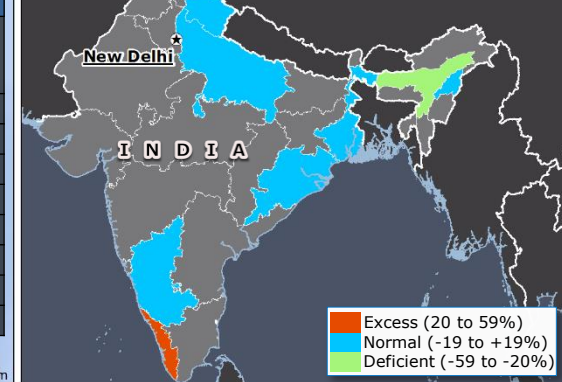 New Delhi
I N D I A
Excess (20 to 59%)
Normal (-19 to +19%)
Deficient (-59 to -20%)
m